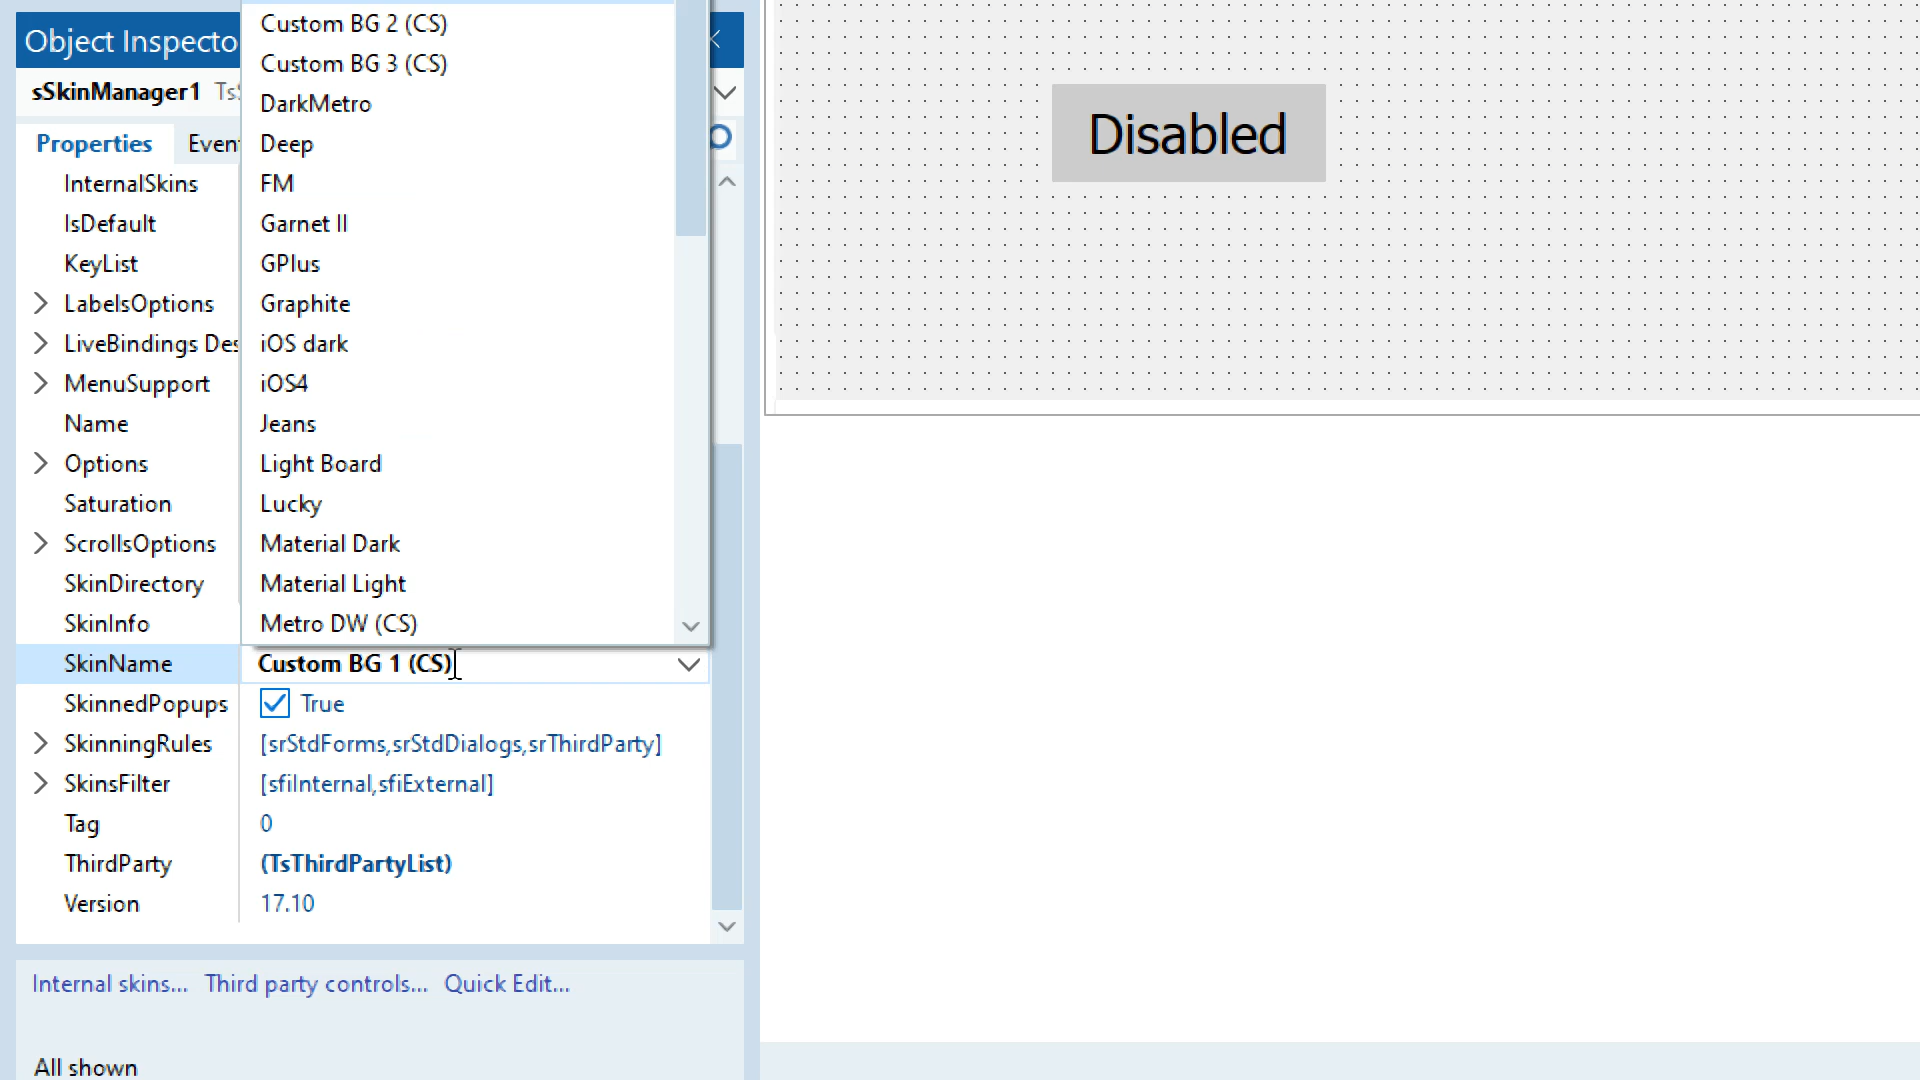 Object Inspecto
sSkinManager1 TsS
Properties Even
InternalSkins
IsDefault
KeyList
LabelsOptions
LiveBindings Des
MenuSupport
Name
Options
Saturation
ScrollsOptions
SkinDirectory
SkinInfo
SkinName
SkinnedPopups
SkinningRules
SkinsFilter
Tag
ThirdParty
Version
Custom BG 2 (CS)
Custom BG 3 (CS)
DarkMetro
Deep
FM
Garnet II
GPlus
Graphite
iOS dark
iOS4
Jeans
Light Board
Lucky
Material Dark
Material Light
Metro DW (CS)
Custom BG 1 (CS)
True
[srStdForms,srStdDialogs,srThirdParty]
[sfiInternal,sfiExternal]
0
(TsThirdPartyList)
17.10
Internal skins... Third party controls... Quick Edit...
All shown
Disabled